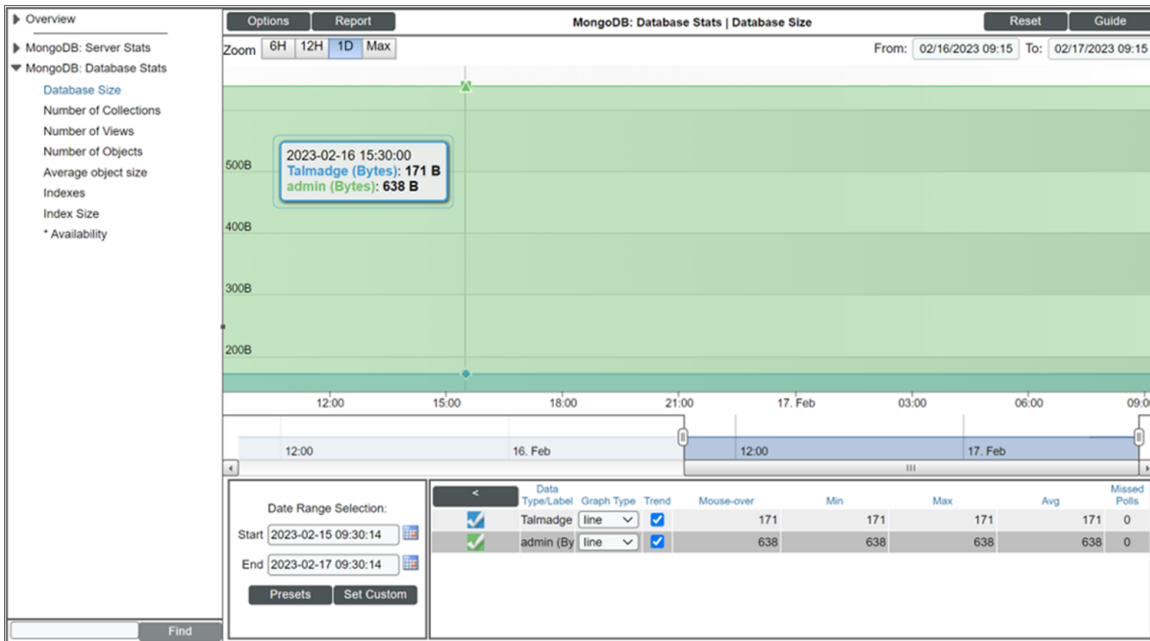 Overview
MongoDB: Server Stats
MongoDB: Database Stats
Database Size
Number of Collections
Number of Views
Number of Objects
Average object size
Indexes
Index Size
* Availability
Find
Options Report MongoDB: Database Stats | Database Size Reset Guide
Zoom 6H 12H 1D Max From: 02/16/2023 09:15 To: 02/17/2023 09:15
2023-02-16 15:30:00
Talmadge (Bytes): 171 B
admin (Bytes): 638 B
500B
400B
300B
200B
12:00 15:00 18:00 21:00 17. Feb 03:00 06:00 09:0
12:00 16. Feb 12:00 17. Feb
Date Range Selection:
Start 2023-02-15 09:30:14
End 2023-02-17 09:30:14
Presets Set Custom
< Data Type/Label Graph Type Trend Mouse-over Min Max Avg Missed Polls
Talmadge line 171 171 171 171 0
admin (By line 638 638 638 638 0